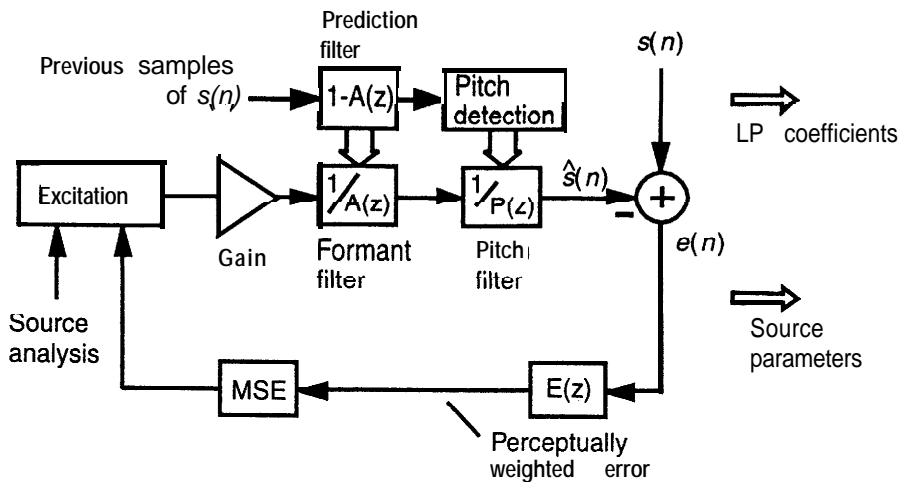 Prediction
filter
s(n)
Previous samples
of s(n)
1-A(z)
Pitch
detection
LP coefficients
Excitation
1/A(z)
1/P(z)
ŝ(n)
+
−
Gain
Formant
filter
Pitch
filter
e(n)
Source
analysis
Source
parameters
MSE
E(z)
Perceptually
weighted error